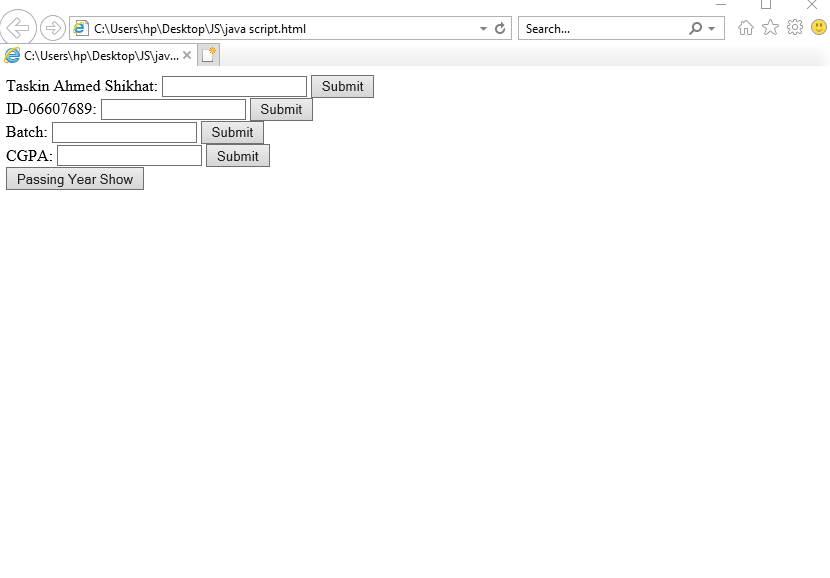 C:\Users\hp\Desktop\JS\java script.html
Search...
C:\Users\hp\Desktop\JS\jav...
Taskin Ahmed Shikhat: Submit
ID-06607689: Submit
Batch: Submit
CGPA: Submit
Passing Year Show